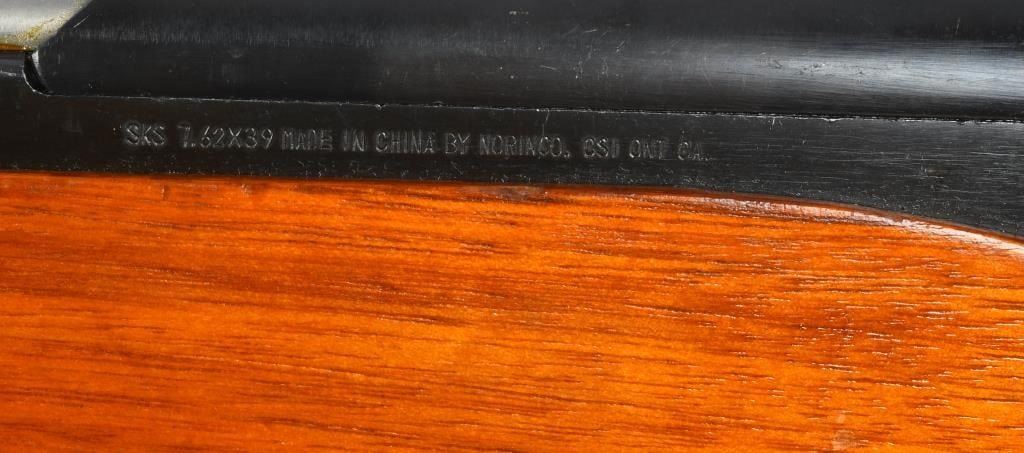 SKS 7.62X39 MADE IN CHINA BY NORINCO. CSI ONT CA.